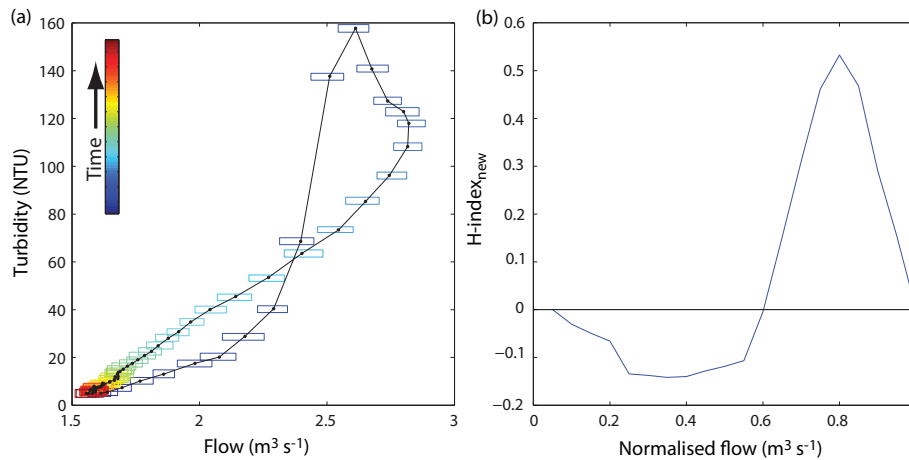 (a)
160
140
120
100
80
60
40
20
0
Turbidity (NTU)
Time
1.5 2 2.5 3
Flow (m³ s⁻¹)
(b)
0.6
0.5
0.4
0.3
0.2
0.1
0
−0.1
−0.2
H-index_new
0 0.2 0.4 0.6 0.8
Normalised flow (m³ s⁻¹)